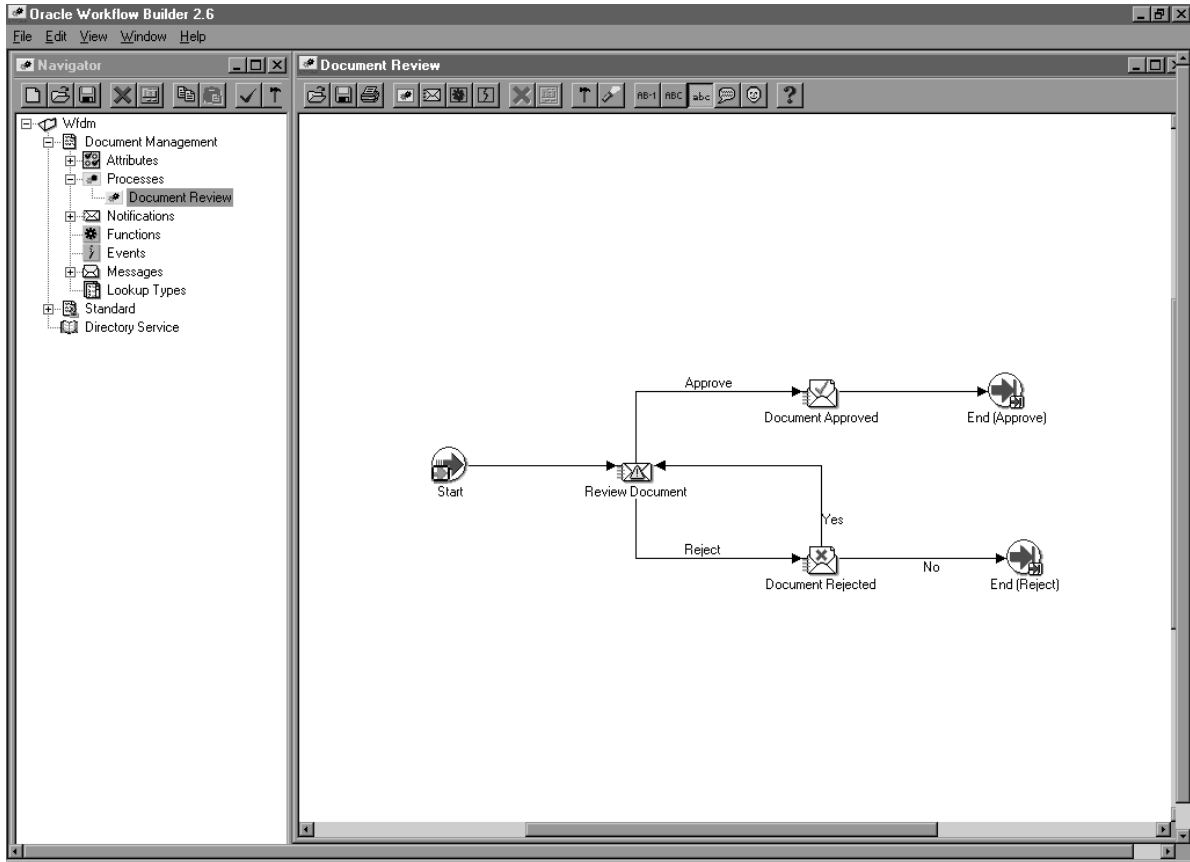 Oracle Workflow Builder 2.6
File Edit View Window Help
Navigator
Document Review
AB-1 ABC abc ?
Wfdm
Document Management
Attributes
Processes
Document Review
Notifications
Functions
Events
Messages
Lookup Types
Standard
Directory Service
Approve
Document Approved
End (Approve)
Start
Review Document
Yes
Reject
No
Document Rejected
End (Reject)